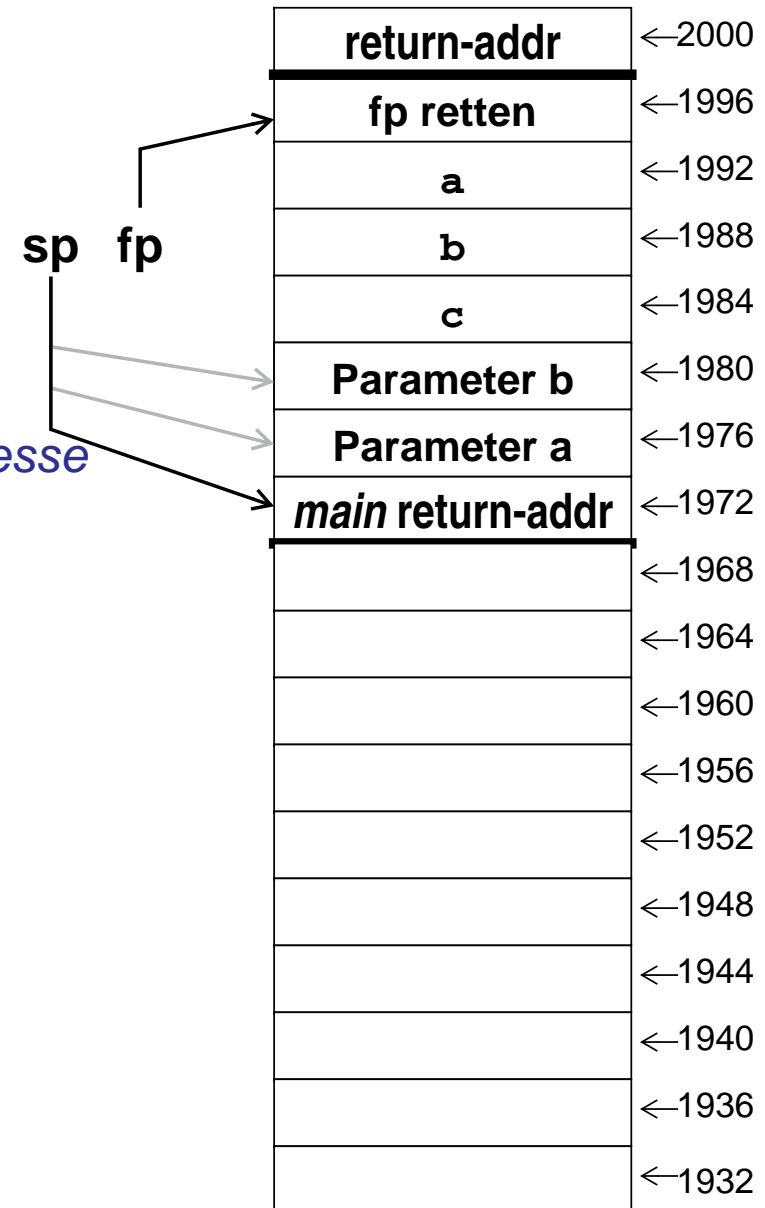 return-addr ←2000
fp retten ←1996
a ←1992
sp fp b ←1988
c ←1984
Parameter b ←1980
Parameter a ←1976
esse
main return-addr ←1972
←1968
←1964
←1960
←1956
←1952
←1948
←1944
←1940
←1936
←1932